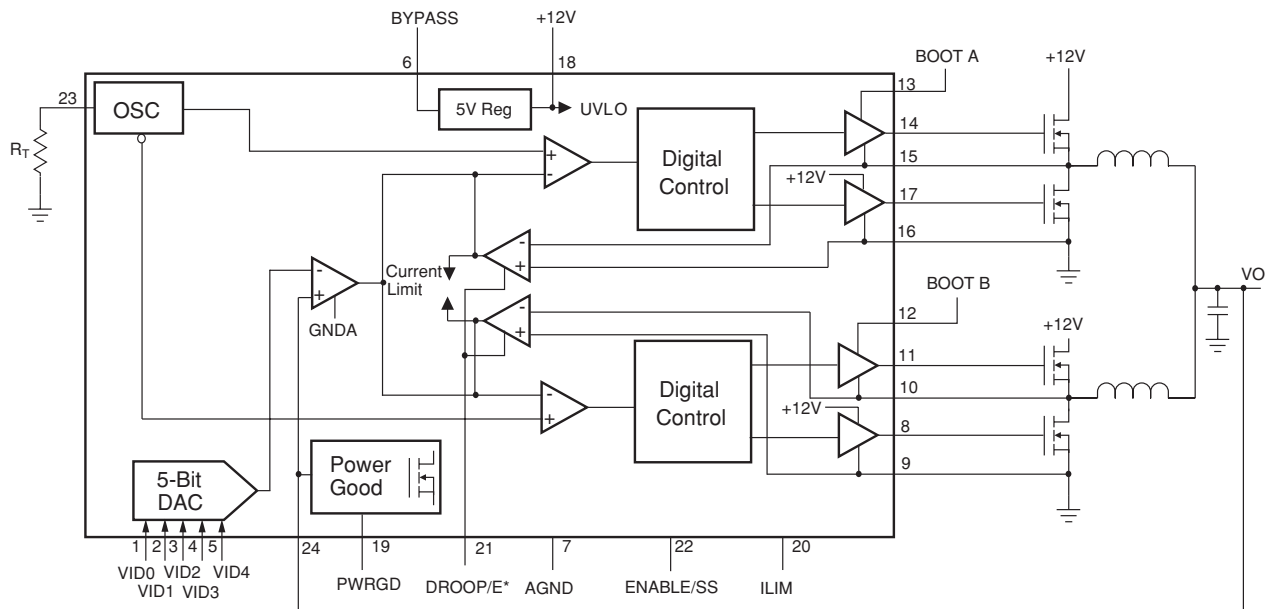 BYPASS
+12V
6
18
BOOT A
+12V
23
OSC
5V Reg
UVLO
13
14
RT
+
-
Digital
Control
15
+12V
17
-
+
16
Current
Limit
-
+
GNDA
BOOT B
VO
-
+
12
+12V
11
Digital
Control
10
-
+
+12V
8
9
5-Bit
DAC
Power
Good
1
2
3
4
5
24
19
21
7
22
20
VID0
VID1
VID2
VID3
VID4
PWRGD
DROOP/E*
AGND
ENABLE/SS
ILIM